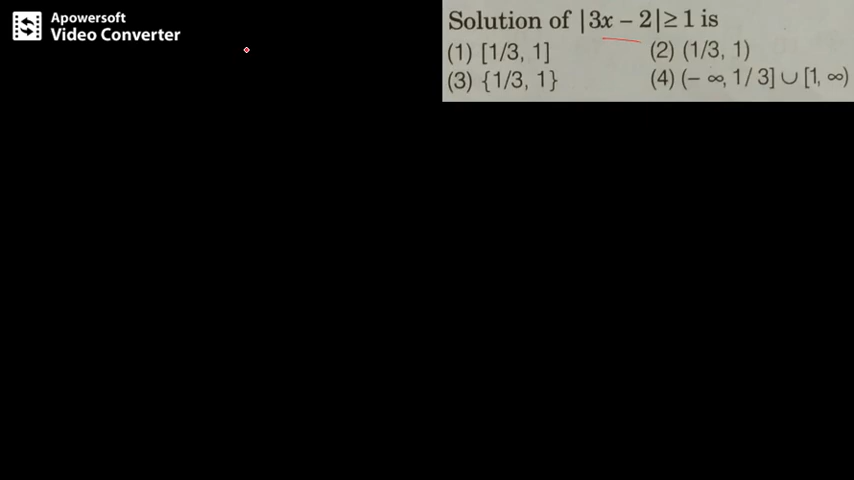 Apowersoft
Video Converter
Solution of |3x – 2| ≥ 1 is
(1) [1/3, 1] (2) (1/3, 1)
(3) {1/3, 1} (4) (– ∞, 1/ 3] ∪ [1, ∞)